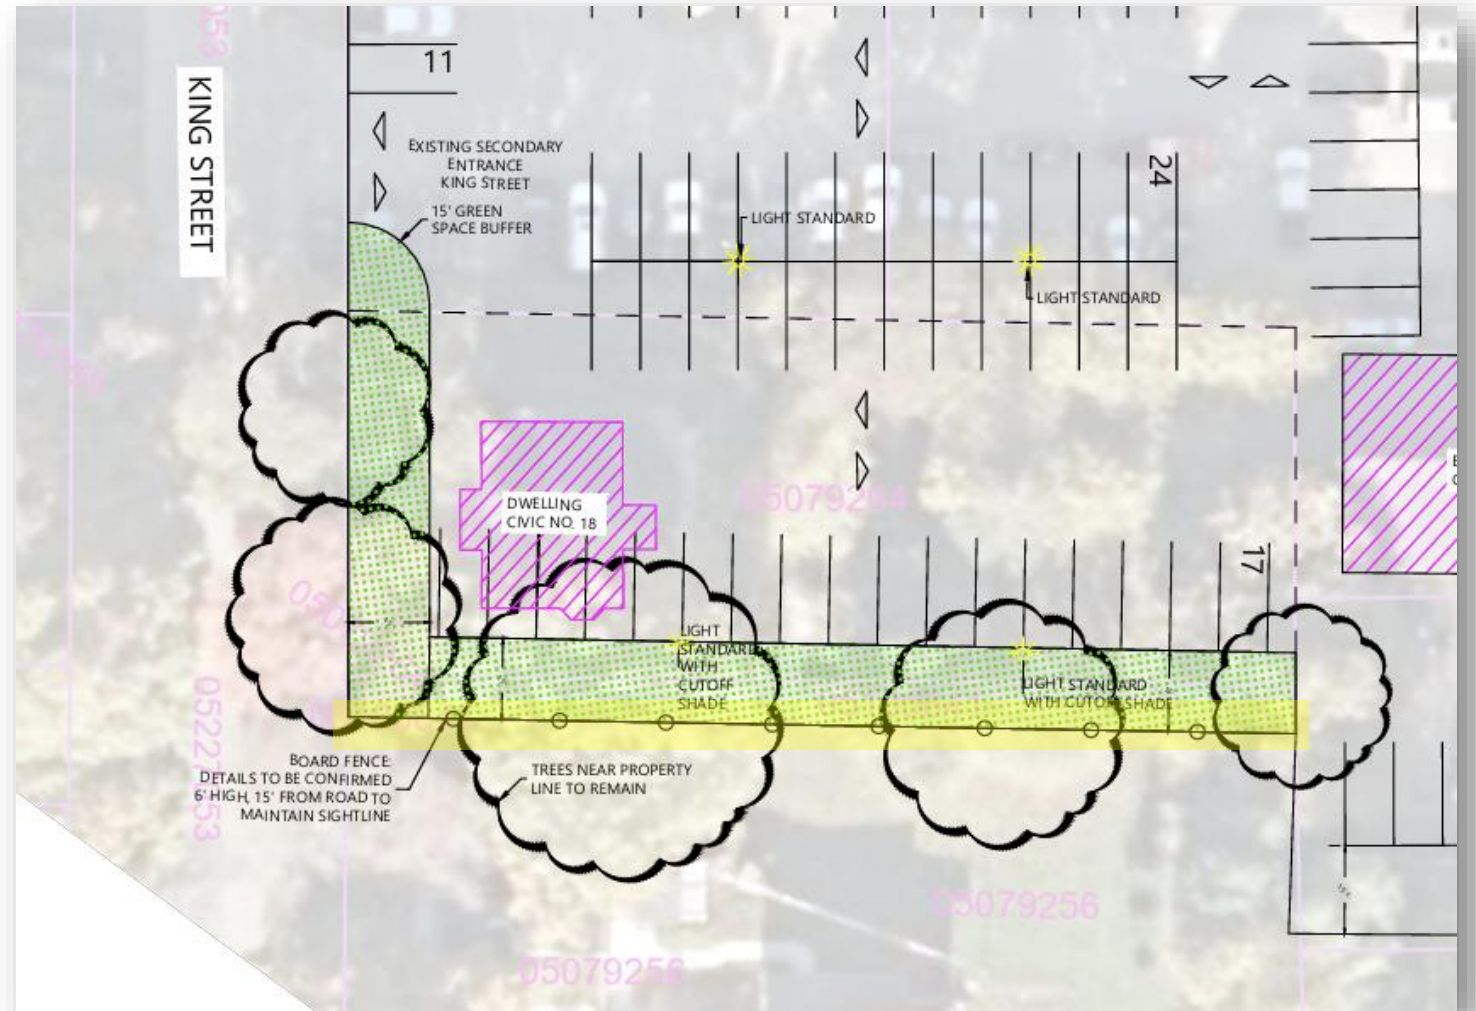 11
KING STREET
EXISTING SECONDARY
ENTRANCE
KING STREET
15' GREEN
SPACE BUFFER
24
LIGHT STANDARD
LIGHT STANDARD
DWELLING
CIVIC NO. 18
05079204
17
LIGHT
STANDARD
WITH
CUTOFF
SHADE
LIGHT STANDARD
WITH CUTOFF SHADE
BOARD FENCE:
DETAILS TO BE CONFIRMED
6' HIGH, 15' FROM ROAD TO
MAINTAIN SIGHTLINE
TREES NEAR PROPERTY
LINE TO REMAIN
05079256
05079256